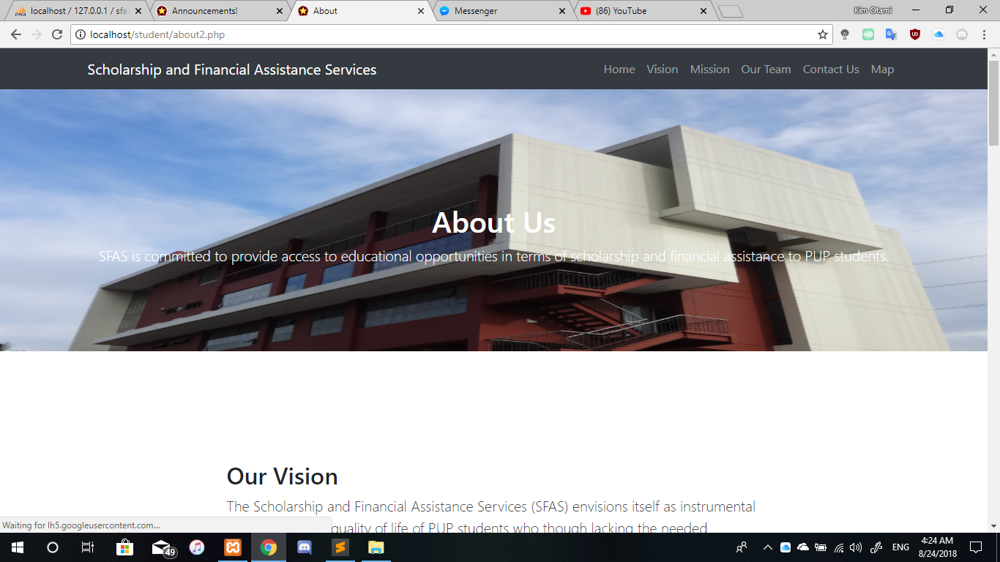 localhost / 127.0.0.1 / sfa
Announcements!
About
Messenger
(86) YouTube
Kim Otami
localhost/student/about2.php
Scholarship and Financial Assistance Services
Home Vision Mission Our Team Contact Us Map
About Us
SFAS is committed to provide access to educational opportunities in terms of scholarship and financial assistance to PUP students.
Our Vision
The Scholarship and Financial Assistance Services (SFAS) envisions itself as instrumental
quality of life of PUP students who though lacking the needed
Waiting for lh5.googleusercontent.com...
49
ENG
4:24 AM
8/24/2018